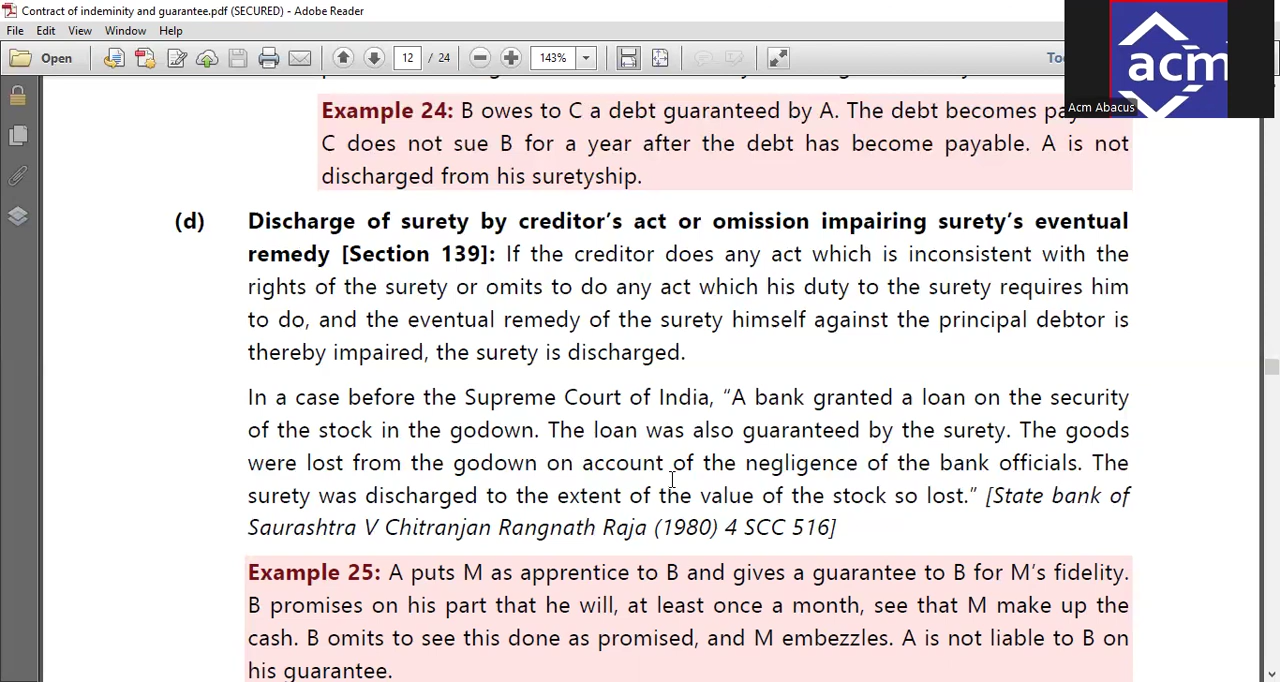 Contract of indeminity and guarantee.pdf (SECURED) - Adobe Reader
File Edit View Window Help
Open 12 / 24 143%
acm
Acm Abacus
Example 24: B owes to C a debt guaranteed by A. The debt becomes
C does not sue B for a year after the debt has become payable. A is not
discharged from his suretyship.
(d) Discharge of surety by creditor's act or omission impairing surety's eventual
remedy [Section 139]: If the creditor does any act which is inconsistent with the
rights of the surety or omits to do any act which his duty to the surety requires him
to do, and the eventual remedy of the surety himself against the principal debtor is
thereby impaired, the surety is discharged.
In a case before the Supreme Court of India, “A bank granted a loan on the security
of the stock in the godown. The loan was also guaranteed by the surety. The goods
were lost from the godown on account of the negligence of the bank officials. The
surety was discharged to the extent of the value of the stock so lost.” [State bank of
Saurashtra V Chitranjan Rangnath Raja (1980) 4 SCC 516]
Example 25: A puts M as apprentice to B and gives a guarantee to B for M's fidelity.
B promises on his part that he will, at least once a month, see that M make up the
cash. B omits to see this done as promised, and M embezzles. A is not liable to B on
his guarantee.